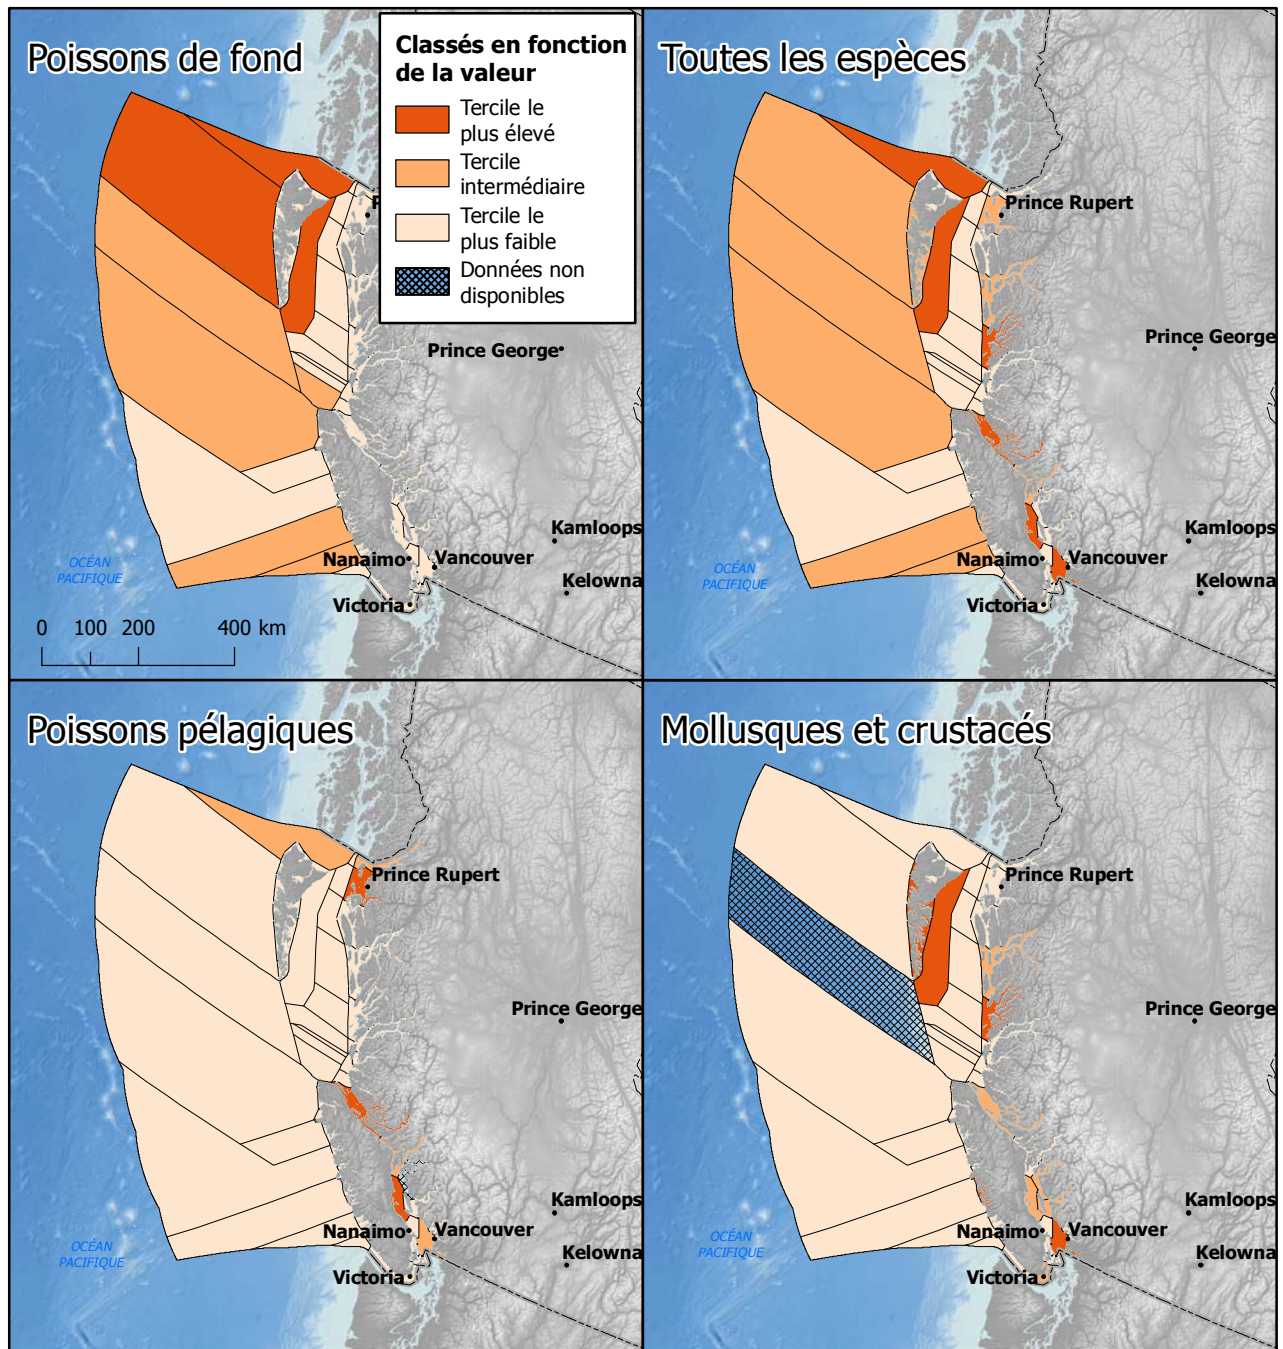 Poissons de fond
Classés en fonction
de la valeur
Tercile le
plus élevé
Tercile
intermédiaire
Tercile le
plus faible
Données non
disponibles
Prince George
Kamloops
Nanaimo
Vancouver
Kelowna
Victoria
OCÉAN
PACIFIQUE
0 100 200 400 km
Toutes les espèces
Prince Rupert
Prince George
Kamloops
Nanaimo
Vancouver
Kelowna
Victoria
OCÉAN
PACIFIQUE
Poissons pélagiques
Prince Rupert
Prince George
Kamloops
Nanaimo
Vancouver
Kelowna
Victoria
OCÉAN
PACIFIQUE
Mollusques et crustacés
Prince Rupert
Prince George
Kamloops
Nanaimo
Vancouver
Kelowna
Victoria
OCÉAN
PACIFIQUE